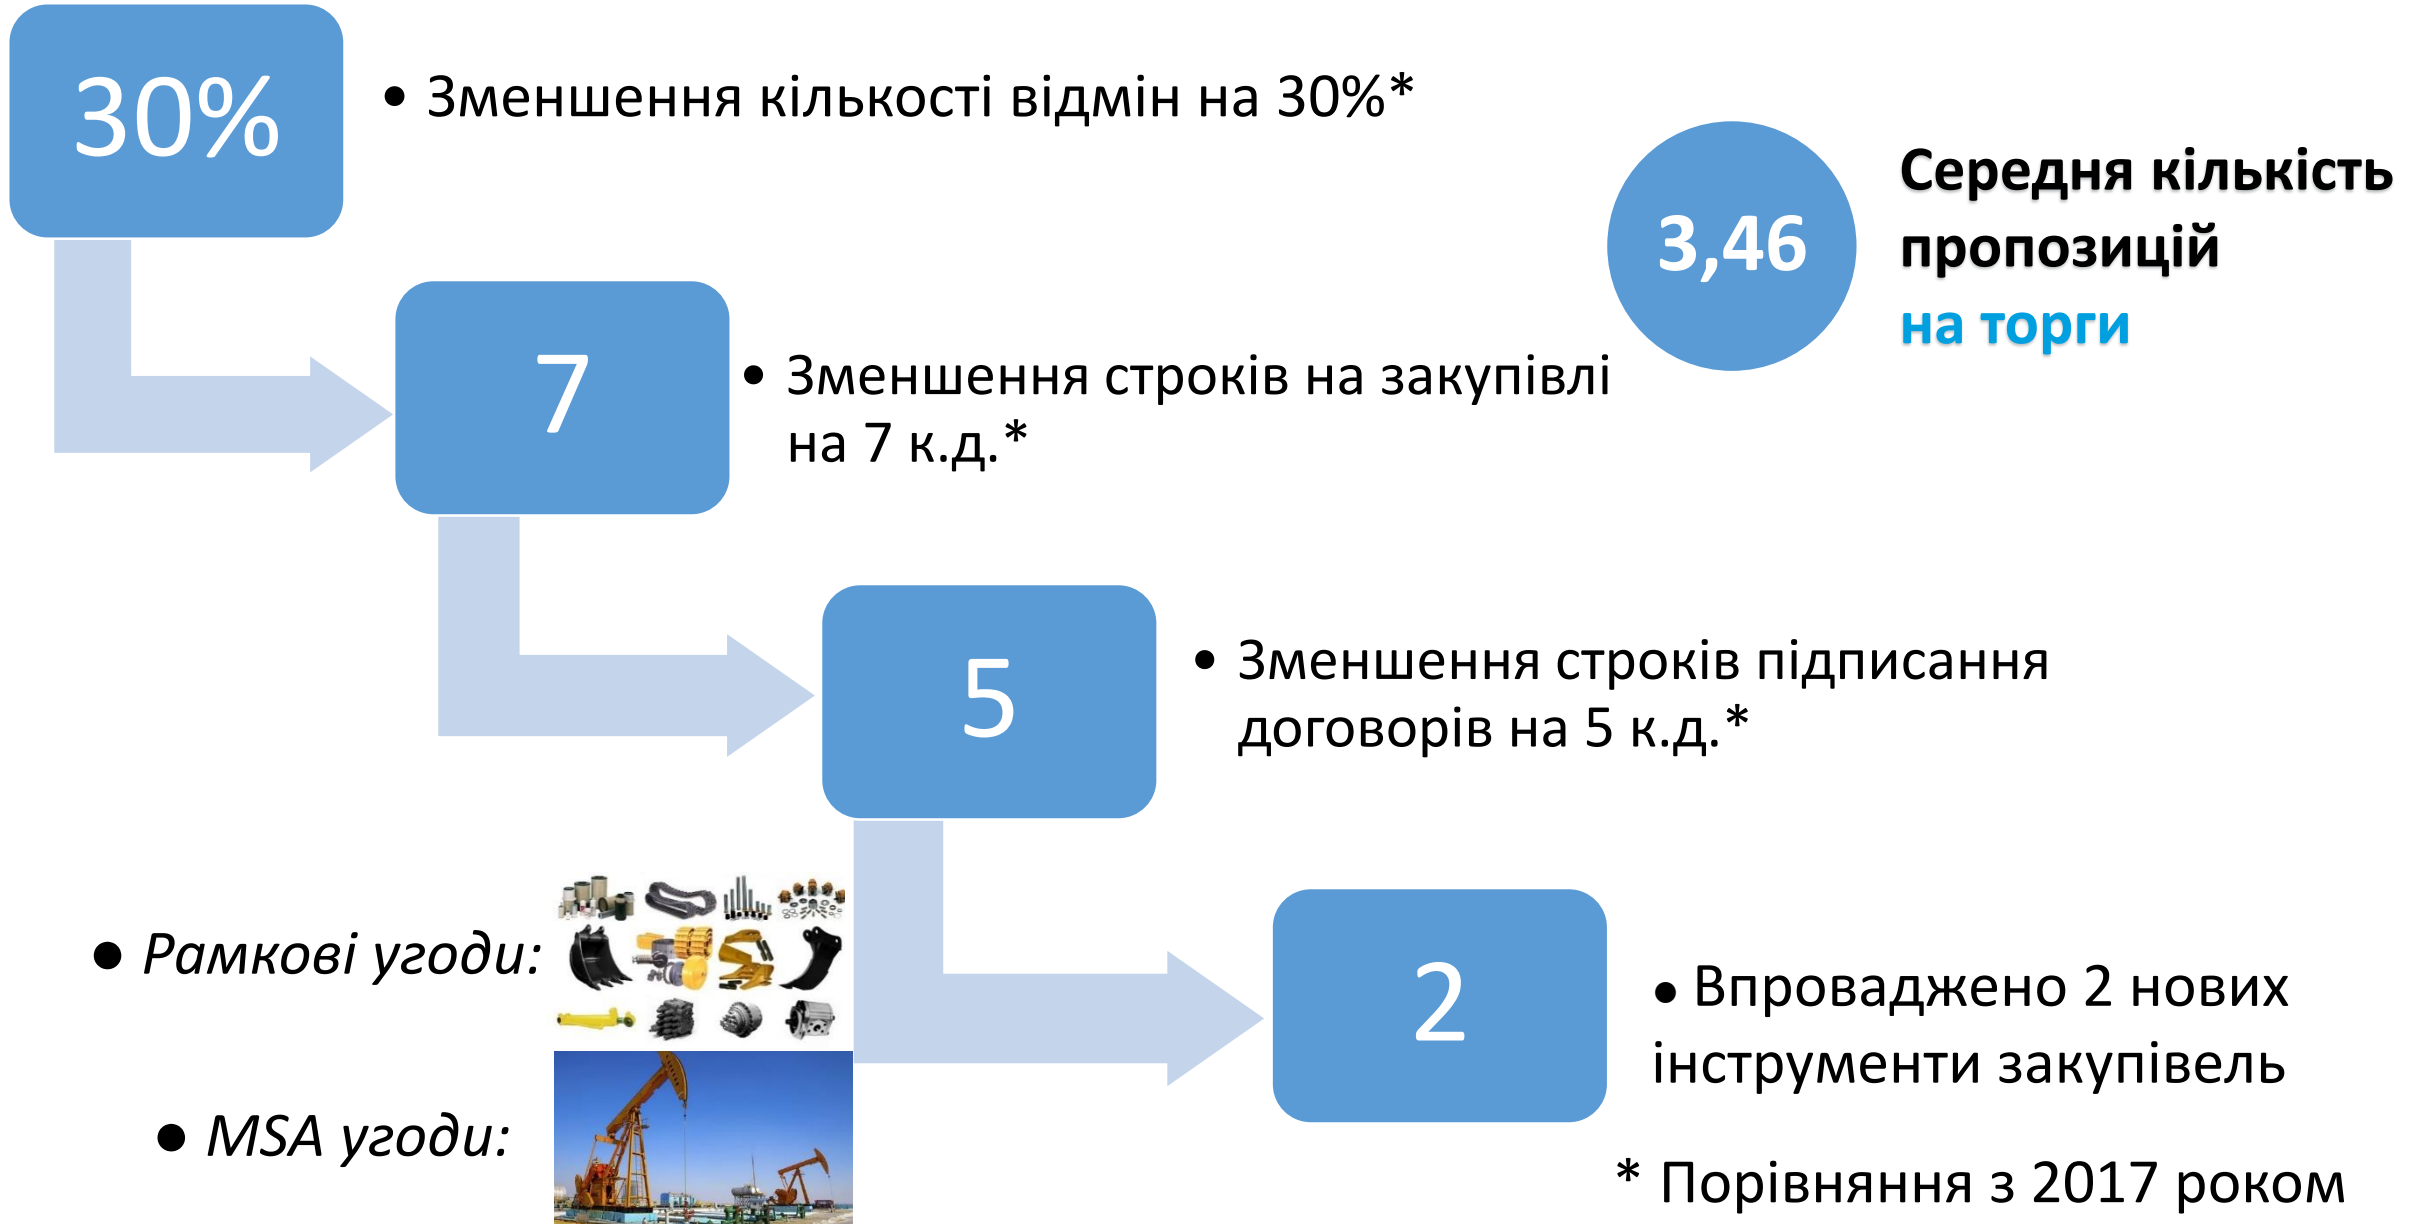 30%
• Зменшення кількості відмін на 30%*
3,46
Середня кількість
пропозицій
на торги
7
• Зменшення строків на закупівлі
на 7 к.д.*
5
• Зменшення строків підписання
договорів на 5 к.д.*
● Рамкові угоди:
2
● Впроваджено 2 нових
інструменти закупівель
● MSA угоди:
* Порівняння з 2017 роком